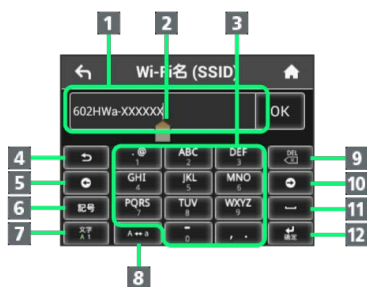 1 2 3
Wi-Fi名 (SSID)
602HWa-XXXXXX OK
4 .@ ABC DEF DEL 9
1 2 3
5 GHI JKL MNO 10
4 5 6
6 記号 PQRS TUV WXYZ 11
7 8 9
7 文字 A↔a - , . 確定 12
A 1 0
8